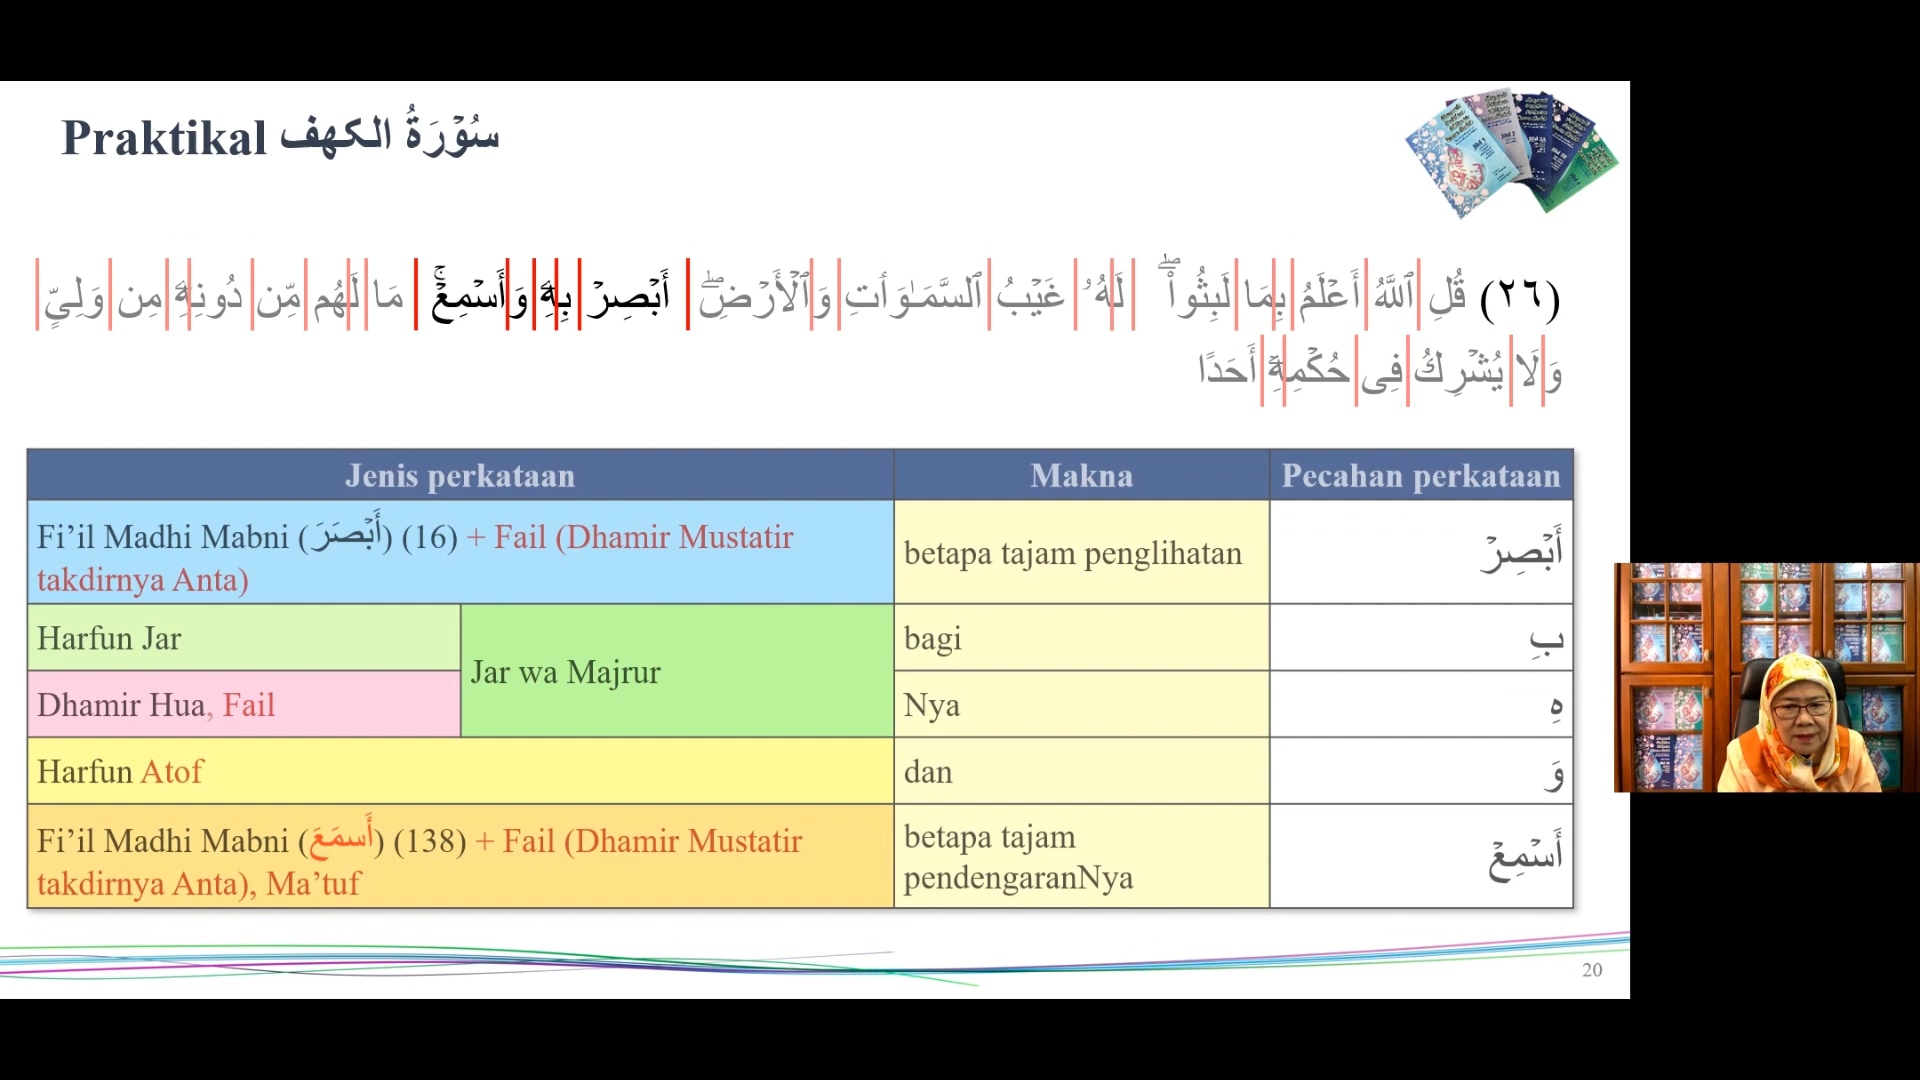 Praktikal سُوْرَةُ الكهف
(٢٦) قُلِ ٱللَّهُ أَعْلَمُ بِمَا لَبِثُوا۟ ۖ لَهُۥ غَيْبُ ٱلسَّمَـٰوَٰتِ وَٱلْأَرْضِ ۖ أَبْصِرْ بِهِۦ وَأَسْمِعْ ۚ مَا لَهُم مِّن دُونِهِۦ مِن وَلِىٍّ
وَلَا يُشْرِكُ فِى حُكْمِهِۦٓ أَحَدًا
Jenis perkataan Makna Pecahan perkataan
Fi’il Madhi Mabni (أَبْصَرَ) (16) + Fail (Dhamir Mustatir
takdirnya Anta)
betapa tajam penglihatan
أَبْصِرْ
Harfun Jar
Jar wa Majrur
bagi
بِ
Dhamir Hua, Fail
Nya
هِ
Harfun Atof
dan
وَ
Fi’il Madhi Mabni (أَسمَعَ) (138) + Fail (Dhamir Mustatir
takdirnya Anta), Ma’tuf
betapa tajam
pendengaranNya
أَسْمِعْ
20